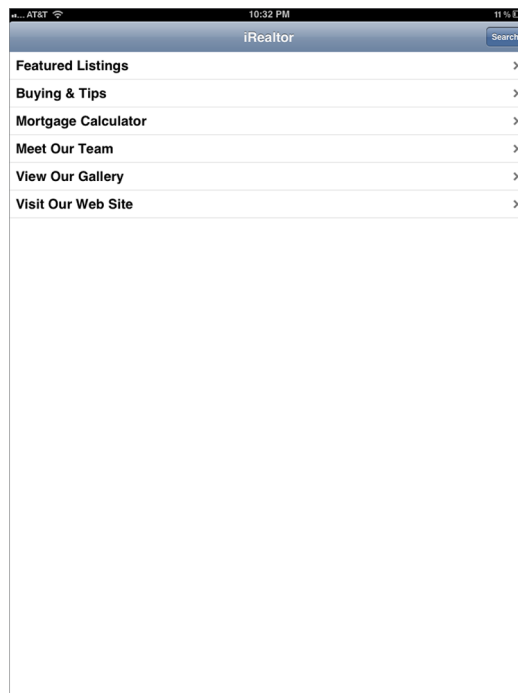 ... AT&T 10:32 PM 11 %
iRealtor Search
Featured Listings
Buying & Tips
Mortgage Calculator
Meet Our Team
View Our Gallery
Visit Our Web Site